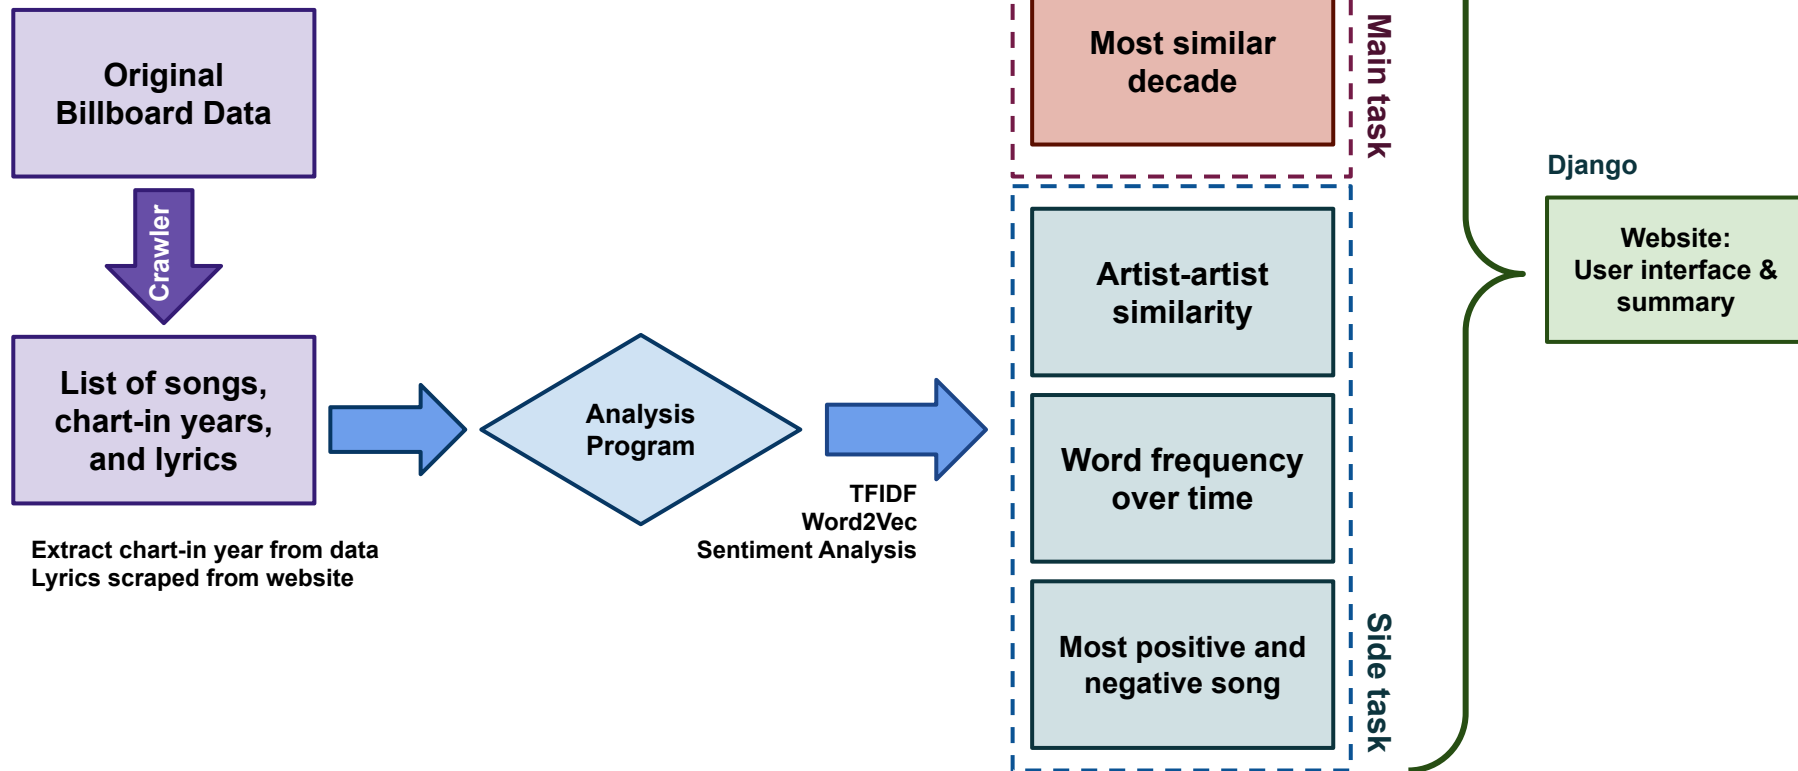 Original
Billboard Data
Crawler
List of songs,
chart-in years,
and lyrics
Extract chart-in year from data
Lyrics scraped from website
Analysis
Program
TFIDF
Word2Vec
Sentiment Analysis
Most similar
decade
Main task
Artist-artist
similarity
Word frequency
over time
Most positive and
negative song
Side task
Django
Website:
User interface &
summary